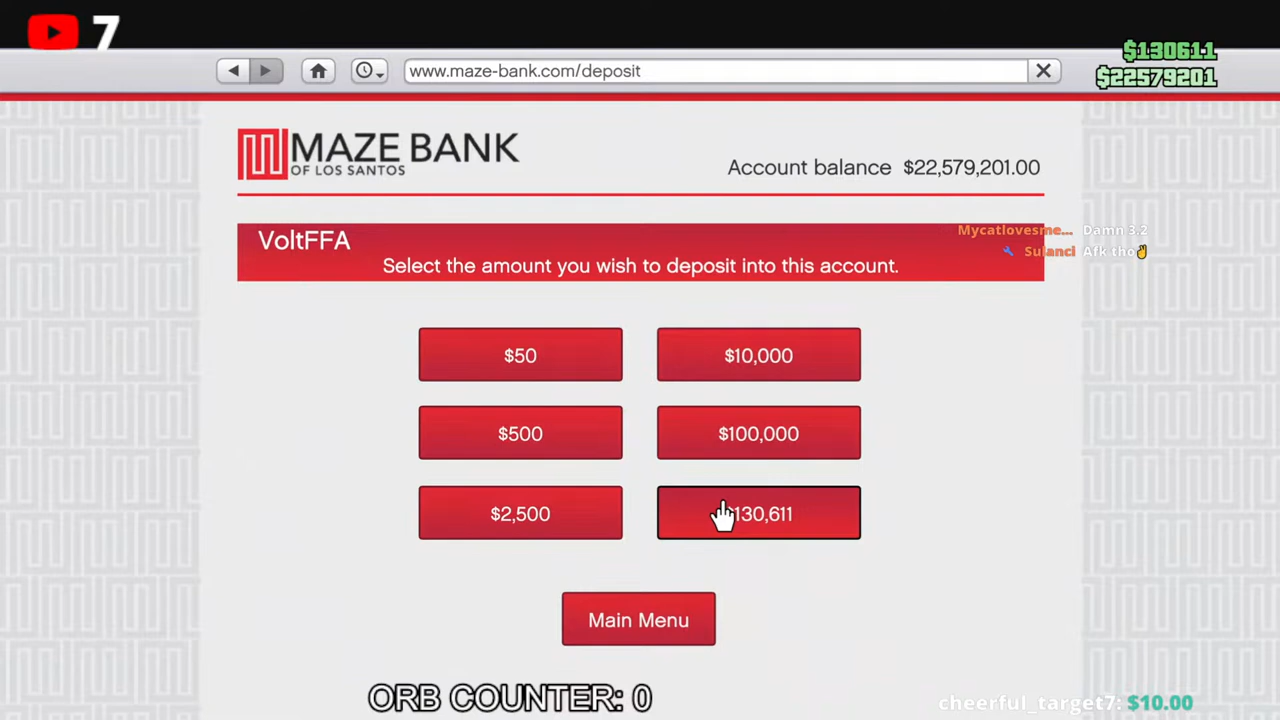 7
$130611
www.maze-bank.com/deposit
$22579201
MAZE BANK
OF LOS SANTOS
Account balance $22,579,201.00
VoltFFA
Mycatlovesme... Damn 3.2
Select the amount you wish to deposit into this account.
Sulanci Afk tho✌
$50
$10,000
$500
$100,000
$2,500
130,611
Main Menu
ORB COUNTER: 0
cheerful_target7: $10.00